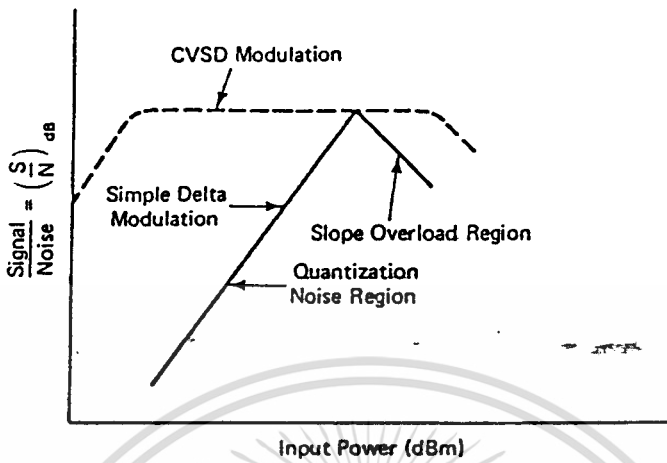 CVSD Modulation
Signal/Noise = (S/N) dB
Simple Delta
Modulation
Slope Overload Region
Quantization
Noise Region
Input Power (dBm)